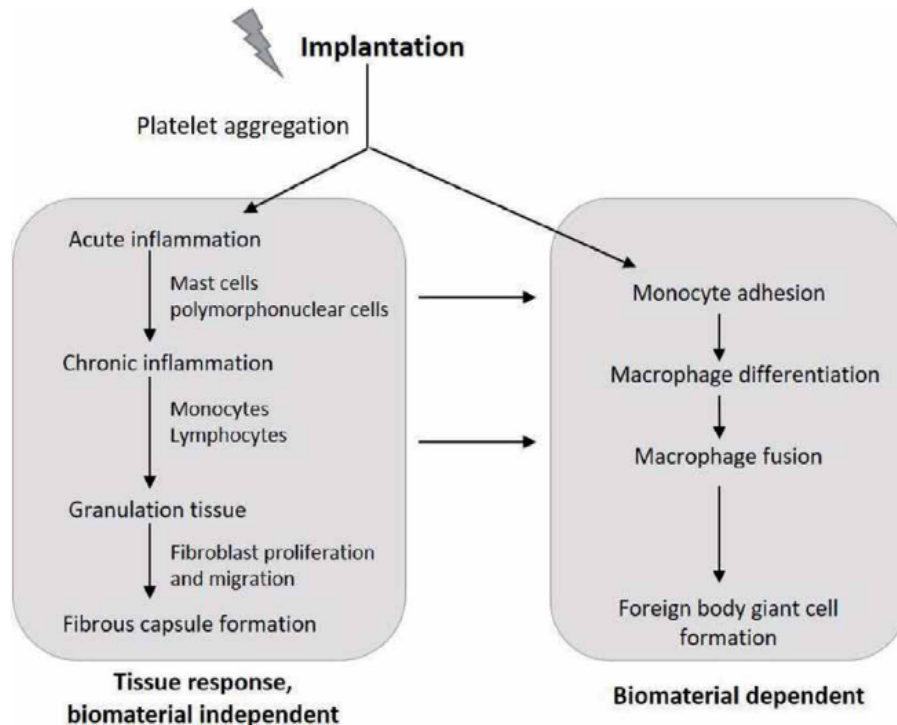 Implantation
Platelet aggregation
Acute inflammation
Mast cells
polymorphonuclear cells
Chronic inflammation
Monocytes
Lymphocytes
Granulation tissue
Fibroblast proliferation
and migration
Fibrous capsule formation
Tissue response,
biomaterial independent
Monocyte adhesion
Macrophage differentiation
Macrophage fusion
Foreign body giant cell
formation
Biomaterial dependent